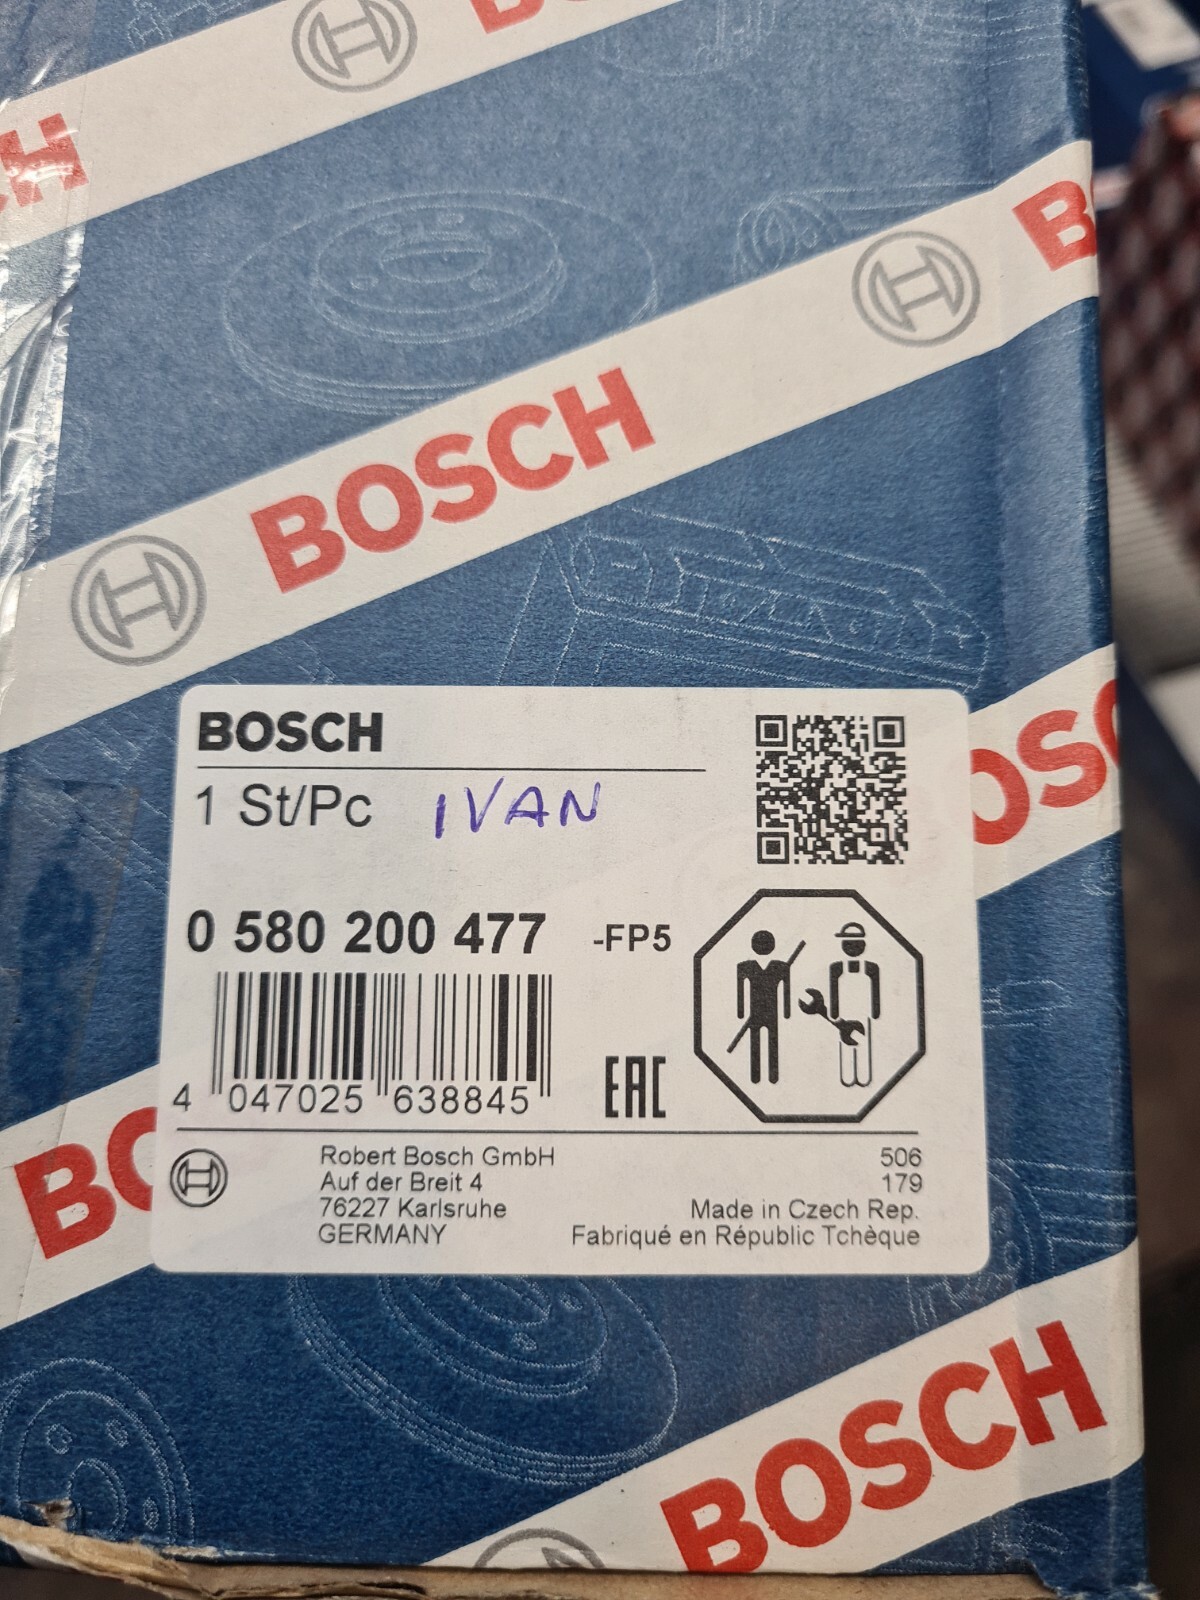 BOSCH
BOSCH
BOSCH
1 St/Pc IVAN
0 580 200 477 -FP5
4 047025 638845
EAC
Robert Bosch GmbH
Auf der Breit 4
76227 Karlsruhe
GERMANY
506
179
Made in Czech Rep.
Fabriqué en Républic Tchèque
BOSCH